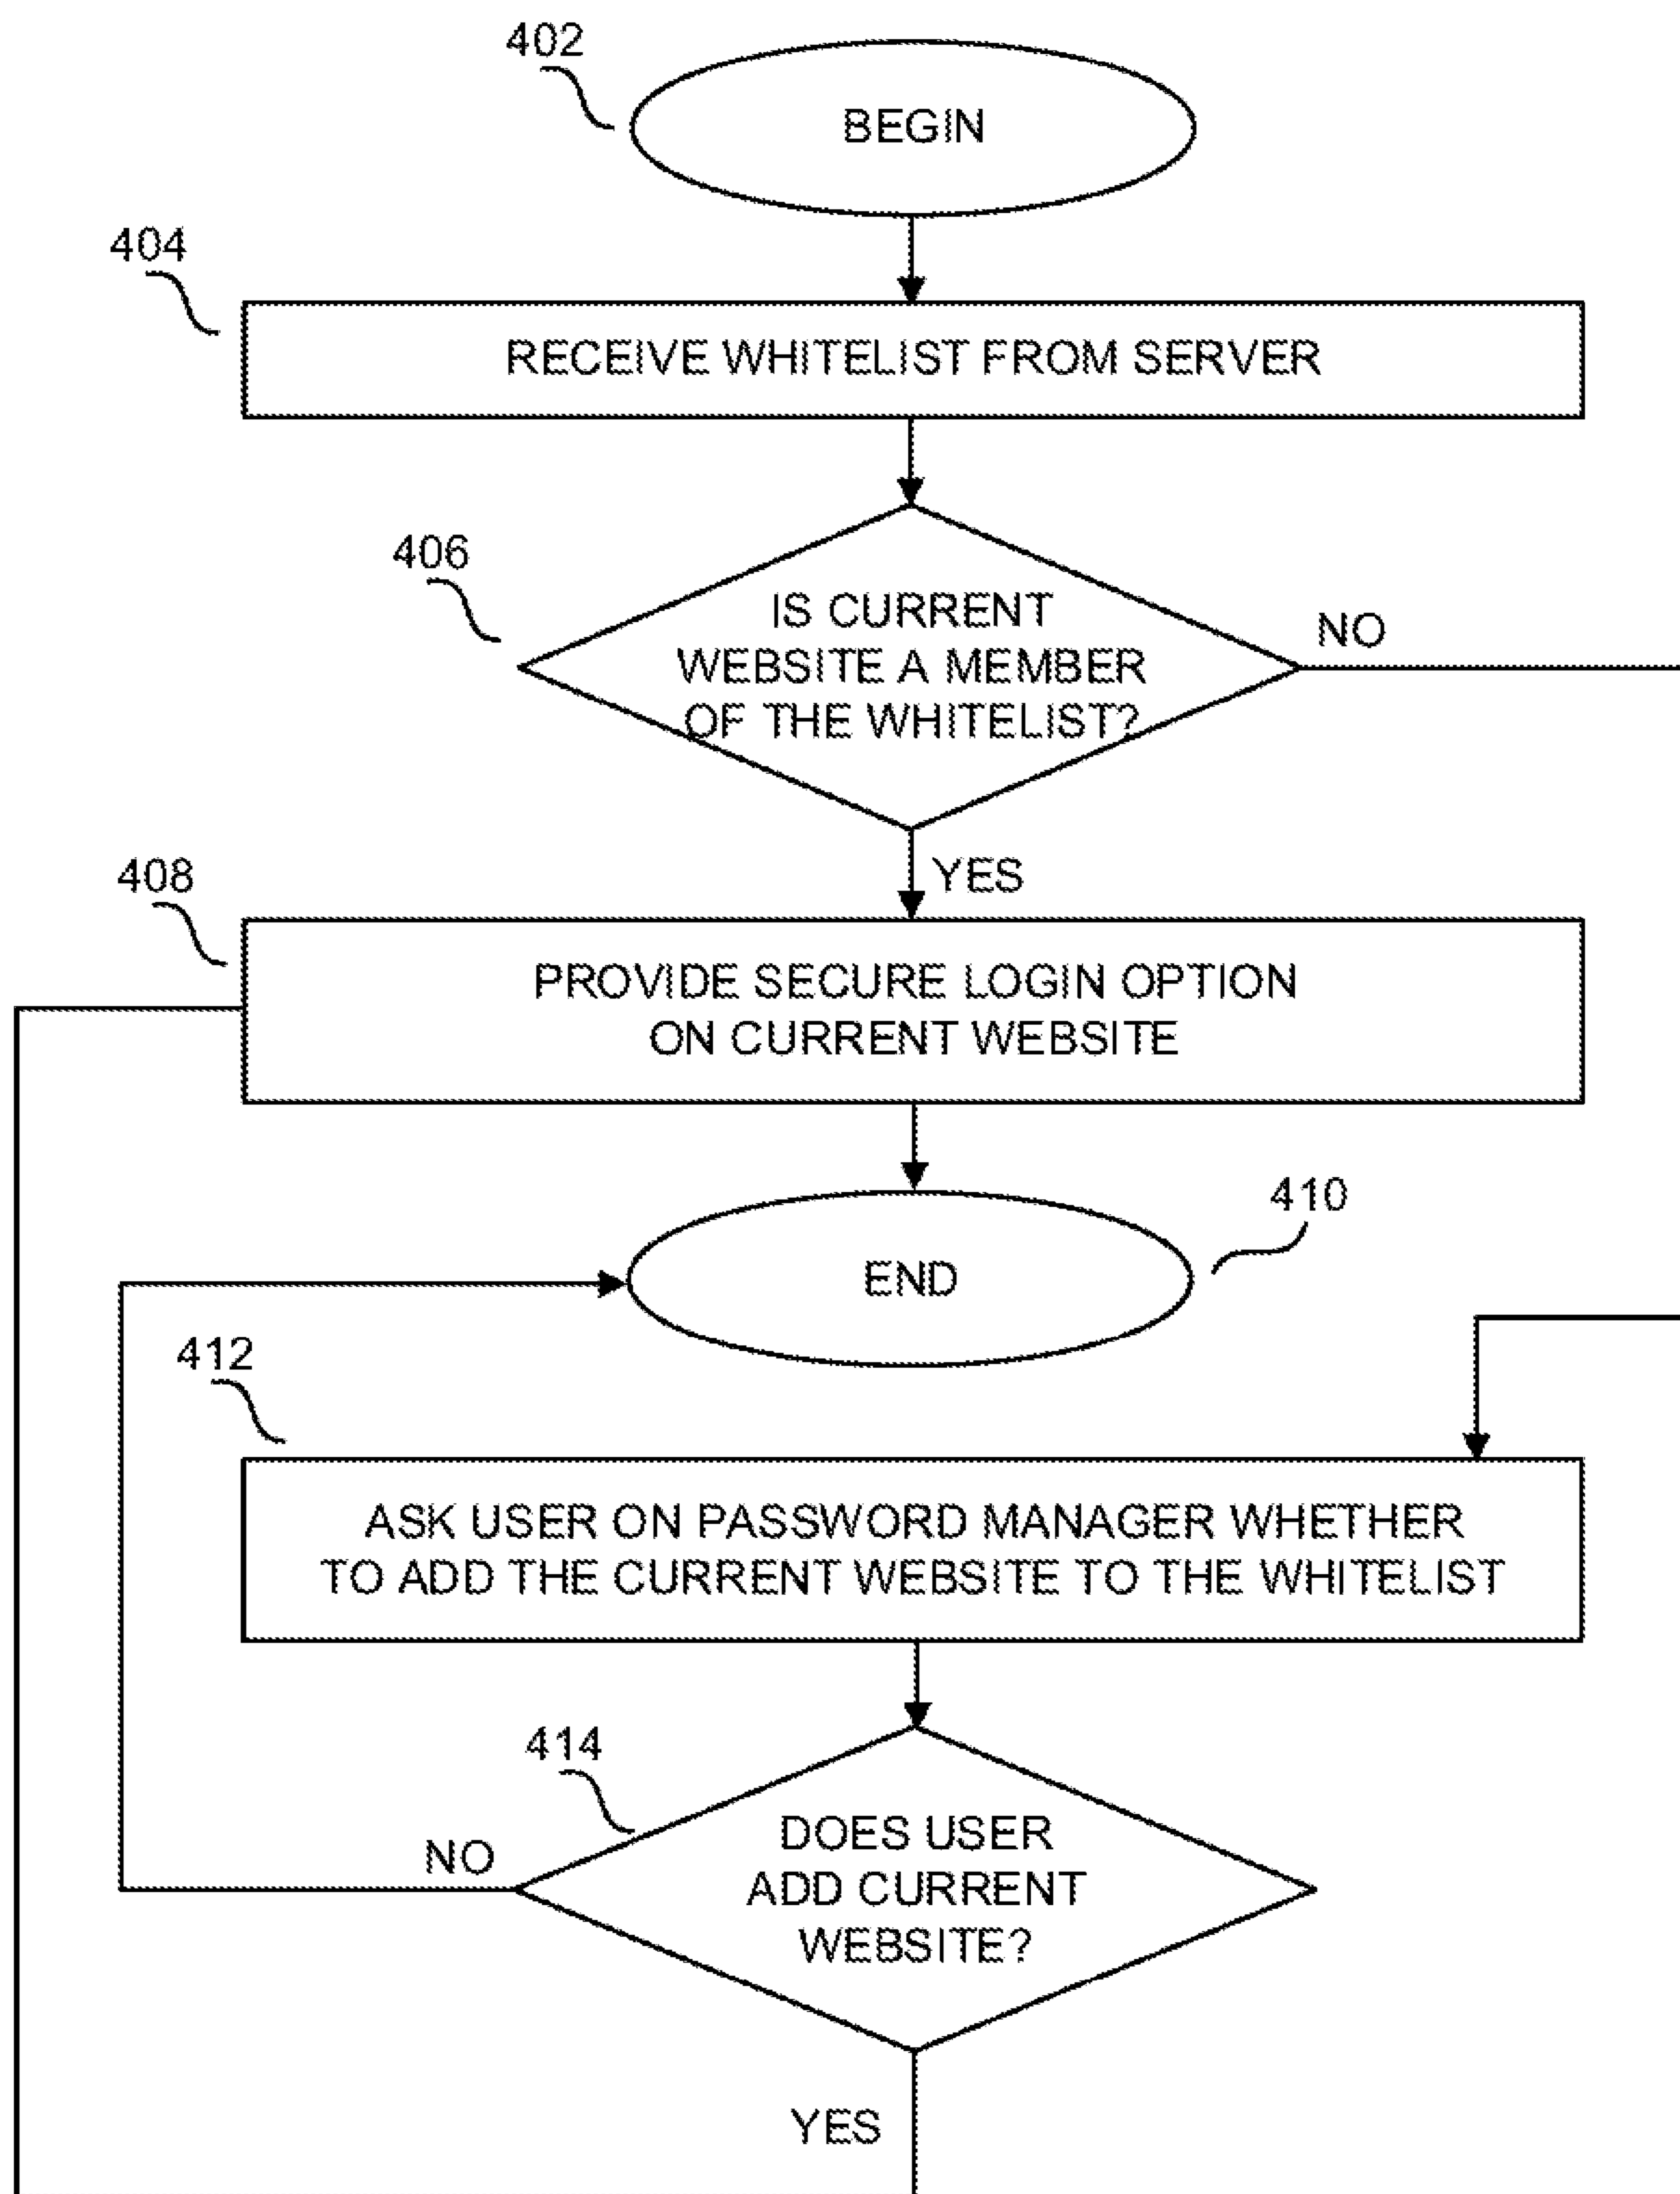 402
BEGIN
404
RECEIVE WHITELIST FROM SERVER
406
IS CURRENT
WEBSITE A MEMBER
OF THE WHITELIST?
NO
YES
408
PROVIDE SECURE LOGIN OPTION
ON CURRENT WEBSITE
410
END
412
ASK USER ON PASSWORD MANAGER WHETHER
TO ADD THE CURRENT WEBSITE TO THE WHITELIST
414
DOES USER
ADD CURRENT
WEBSITE?
NO
YES